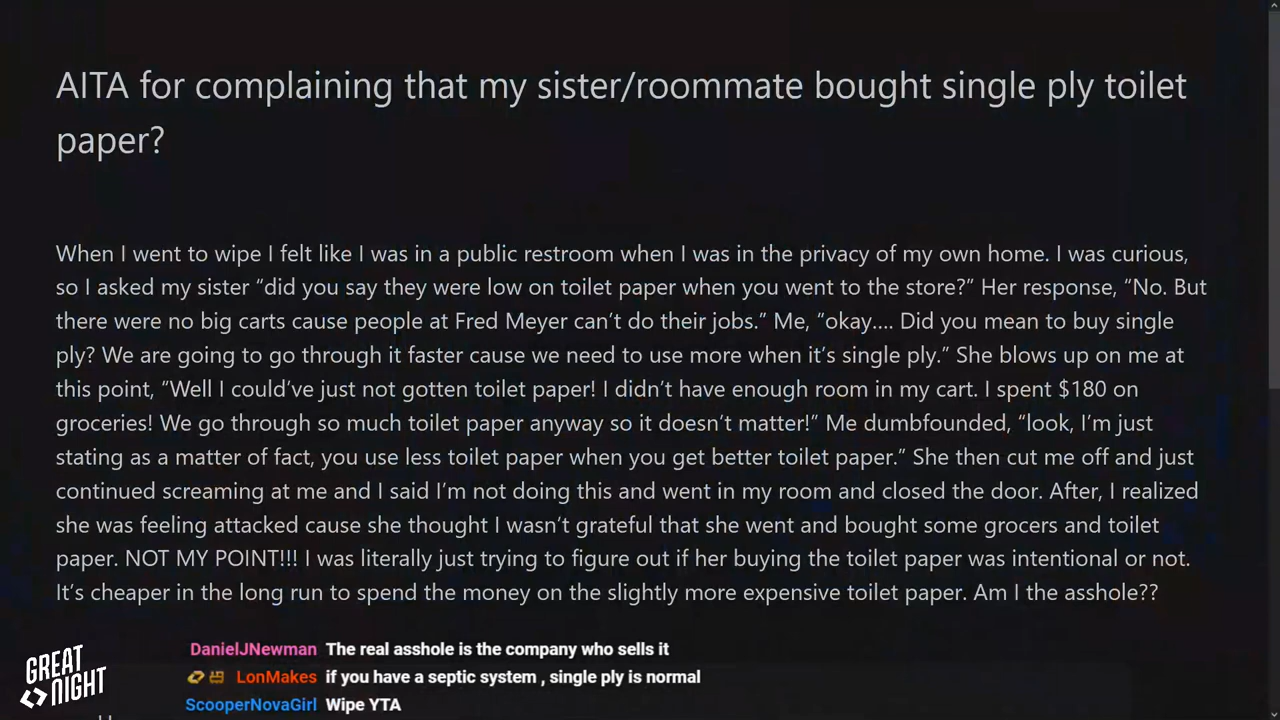 AITA for complaining that my sister/roommate bought single ply toilet
paper?
When I went to wipe I felt like I was in a public restroom when I was in the privacy of my own home. I was curious,
so I asked my sister “did you say they were low on toilet paper when you went to the store?” Her response, “No. But
there were no big carts cause people at Fred Meyer can’t do their jobs.” Me, “okay.... Did you mean to buy single
ply? We are going to go through it faster cause we need to use more when it’s single ply.” She blows up on me at
this point, “Well I could’ve just not gotten toilet paper! I didn’t have enough room in my cart. I spent $180 on
groceries! We go through so much toilet paper anyway so it doesn’t matter!” Me dumbfounded, “look, I’m just
stating as a matter of fact, you use less toilet paper when you get better toilet paper.” She then cut me off and just
continued screaming at me and I said I’m not doing this and went in my room and closed the door. After, I realized
she was feeling attacked cause she thought I wasn’t grateful that she went and bought some grocers and toilet
paper. NOT MY POINT!!! I was literally just trying to figure out if her buying the toilet paper was intentional or not.
It’s cheaper in the long run to spend the money on the slightly more expensive toilet paper. Am I the asshole??
DanielJNewman The real asshole is the company who sells it
LonMakes if you have a septic system , single ply is normal
ScooperNovaGirl Wipe YTA
GREAT
NIGHT